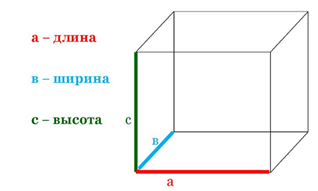 а – длина
в – ширина
с – высота
с
в
а